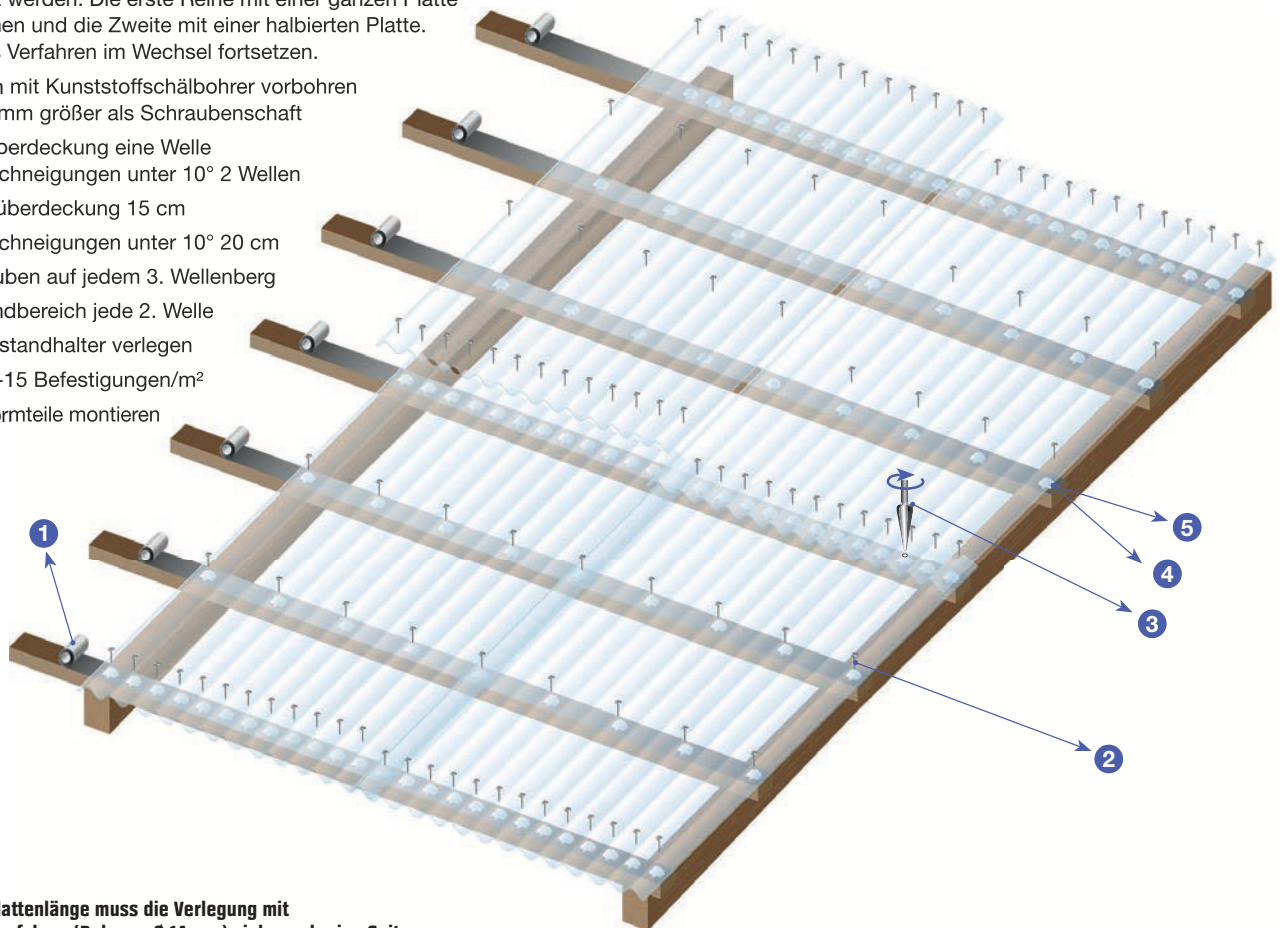 werden. Die erste Reihe mit einer ganzen Platte
und die Zweite mit einer halbierten Platte.
Verfahren im Wechsel fortsetzen.
mit Kunststoffschälbohrer vorbohren
mm größer als Schraubenschaft
berdeckung eine Welle
chneigungen unter 10° 2 Wellen
überdeckung 15 cm
chneigungen unter 10° 20 cm
uben auf jedem 3. Wellenberg
ndbereich jede 2. Welle
standhalter verlegen
-15 Befestigungen/m²
ormteile montieren
1
5
4
3
2
lattenlänge muss die Verlegung mit